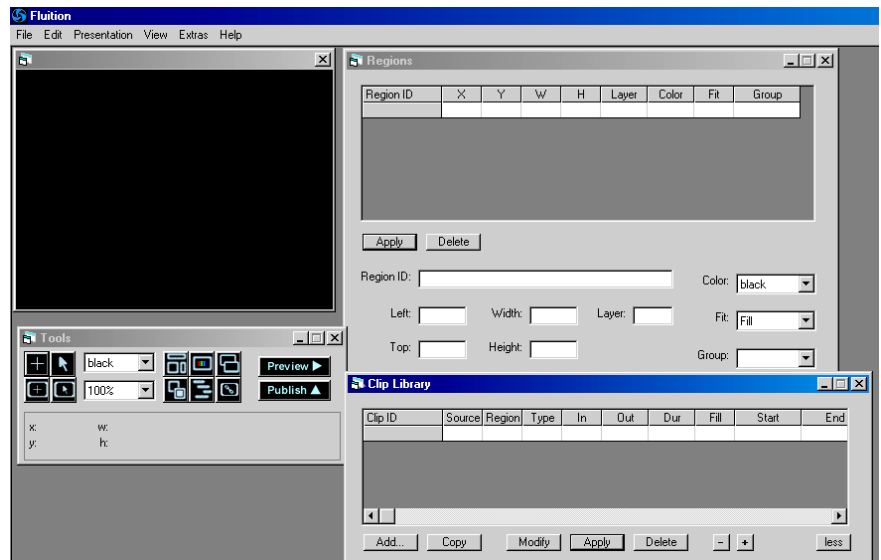 Fluition
File Edit Presentation View Extras Help
Regions
Region ID X Y W H Layer Color Fit Group
Apply Delete
Region ID: Color: black
Left: Width: Layer: Fit: Fill
Top: Height: Group:
Tools
black Preview
100% Publish
x: w:
y: h:
Clip Library
Clip ID Source Region Type In Out Dur Fill Start End
Add... Copy Modify Apply Delete - + less